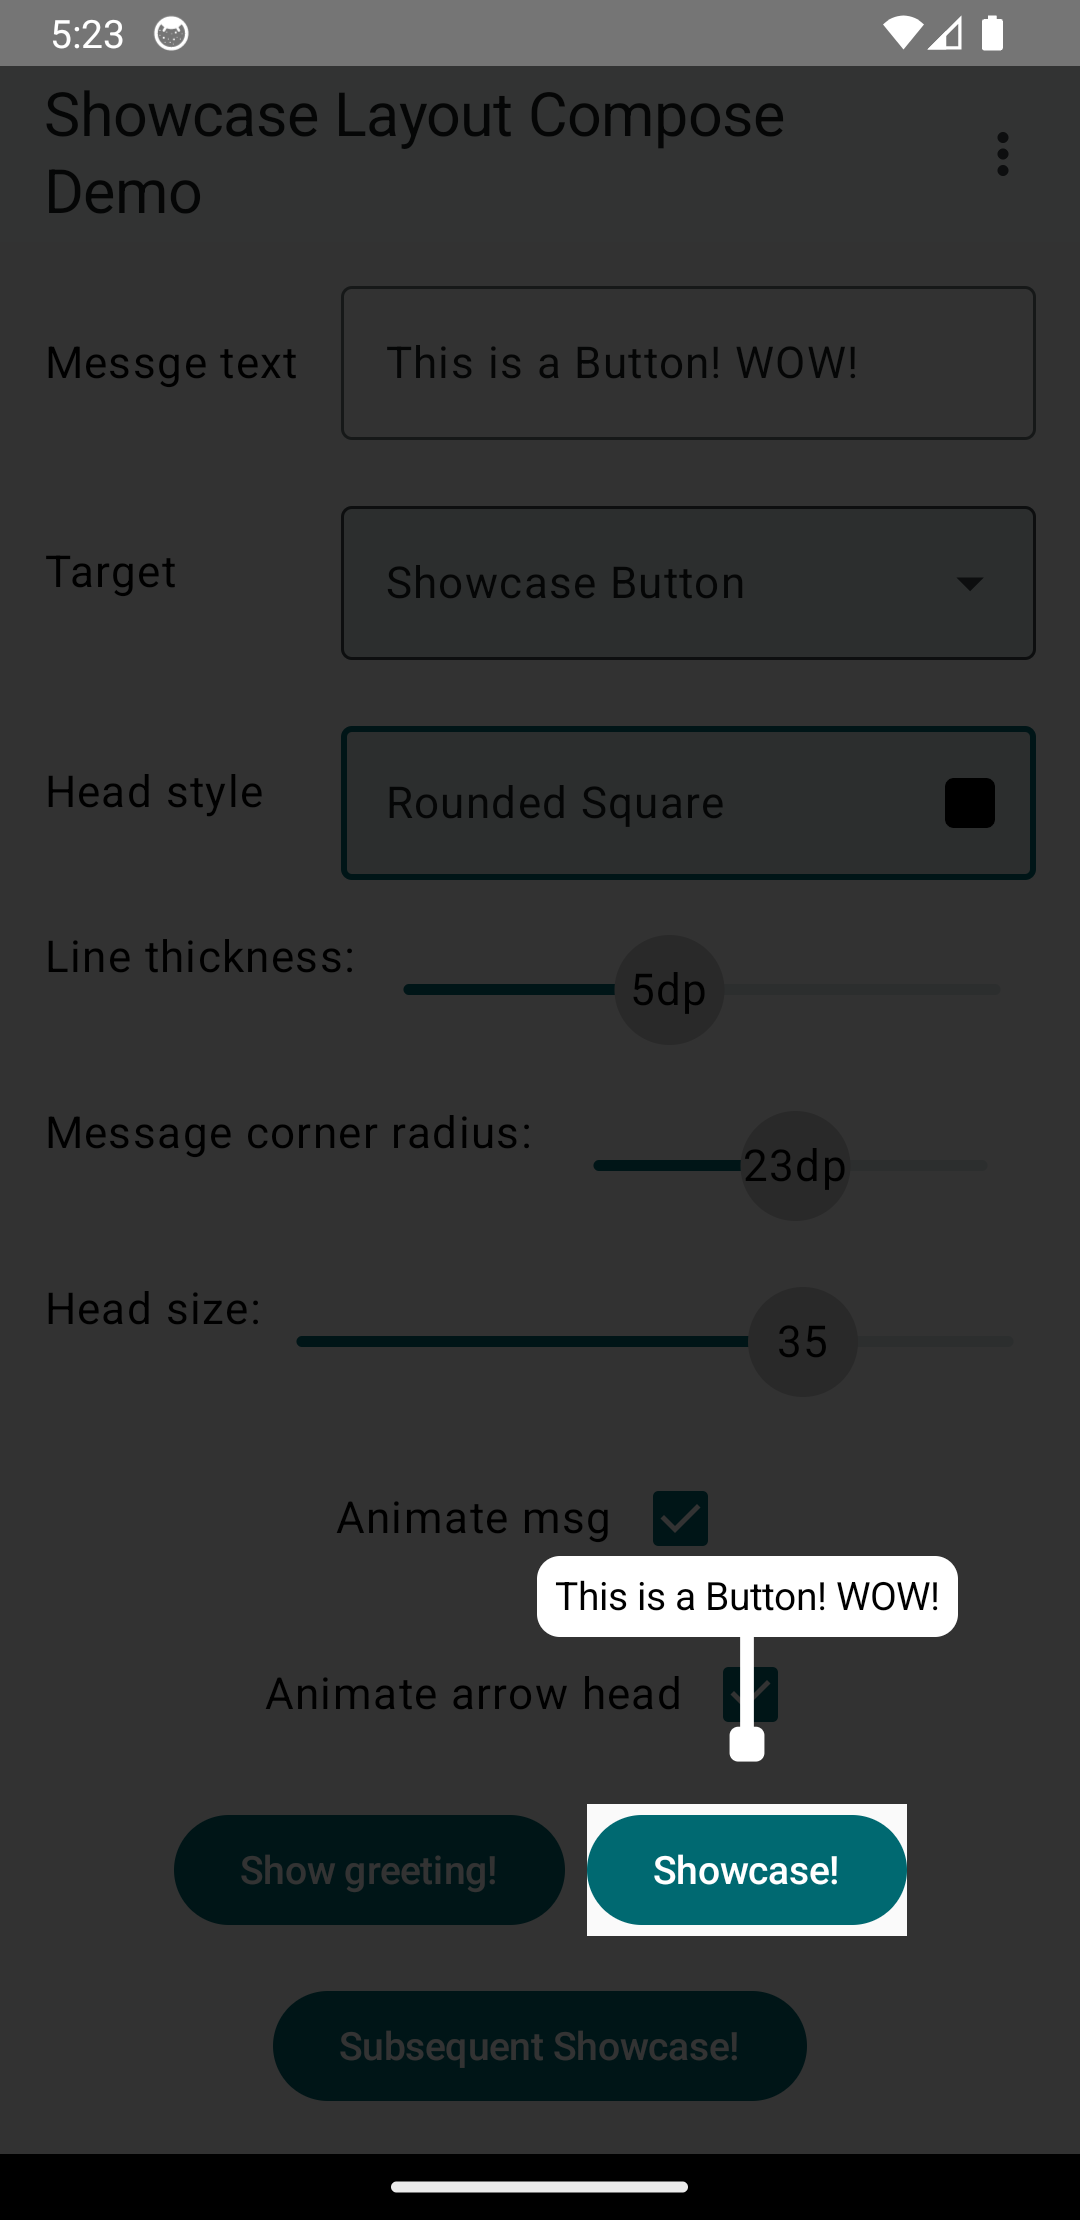 5:23
Showcase Layout Compose
Demo
Messge text
This is a Button! WOW!
Target
Showcase Button
Head style
Rounded Square
Line thickness:
5dp
Message corner radius:
23dp
Head size:
35
Animate msg
This is a Button! WOW!
Animate arrow head
Show greeting!
Showcase!
Subsequent Showcase!